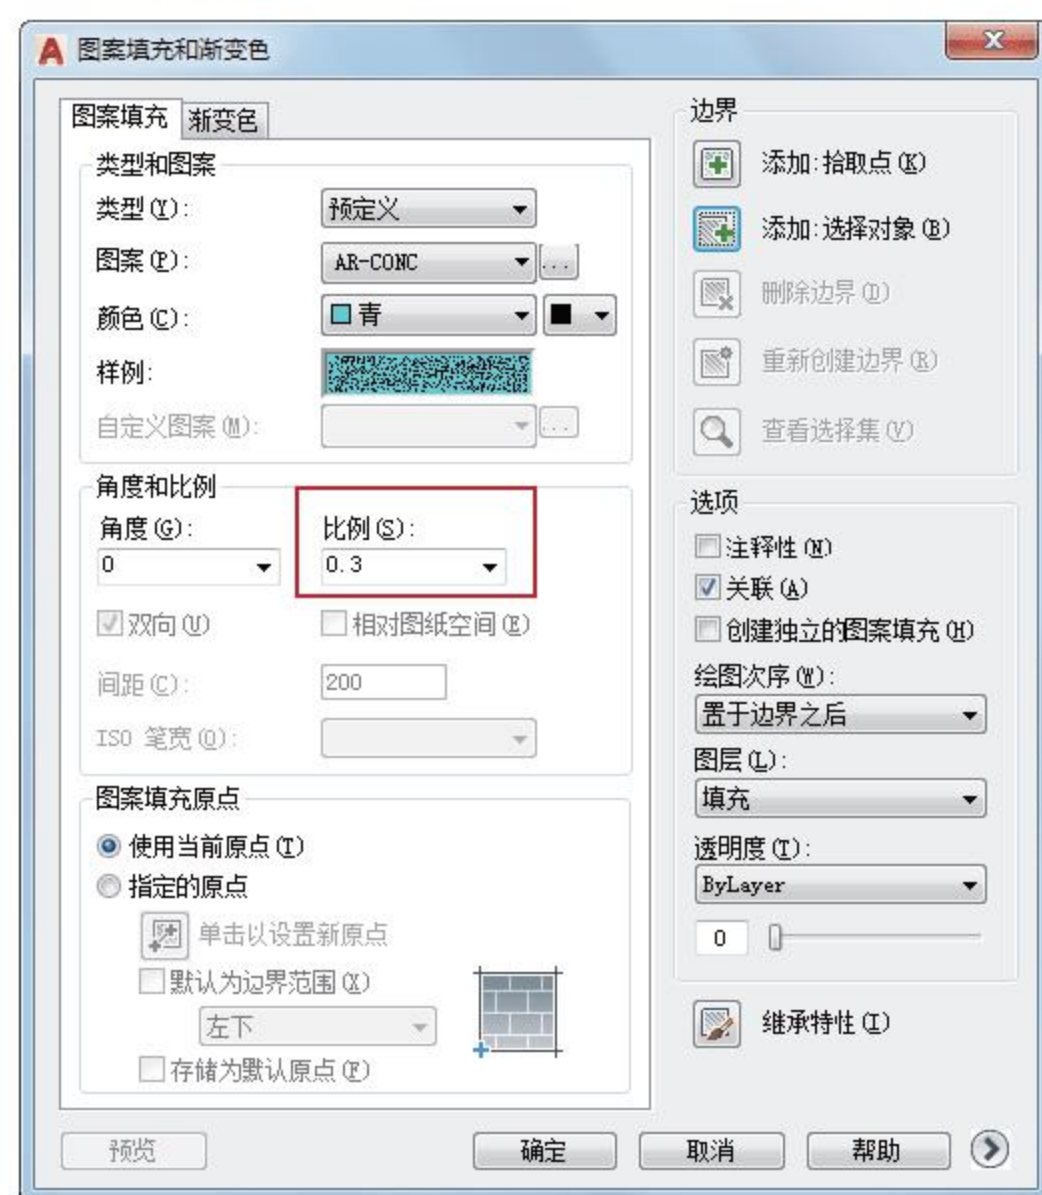 图案填充和渐变色
图案填充 渐变色
类型和图案
类型(Y): 预定义
图案(P): AR-CONC ...
颜色(C): 青
样例:
自定义图案(M): ...
角度和比例
角度(G): 比例(S):
0 0.3
双向(U) 相对图纸空间(E)
间距(C): 200
ISO 笔宽(O):
图案填充原点
使用当前原点(T)
指定的原点
单击以设置新原点
默认为边界范围(X)
左下
存储为默认原点(F)
边界
添加:拾取点(K)
添加:选择对象(B)
删除边界(D)
重新创建边界(R)
查看选择集(V)
选项
注释性(N)
关联(A)
创建独立的图案填充(H)
绘图次序(W):
置于边界之后
图层(L):
填充
透明度(T):
ByLayer
0
继承特性(I)
预览 确定 取消 帮助